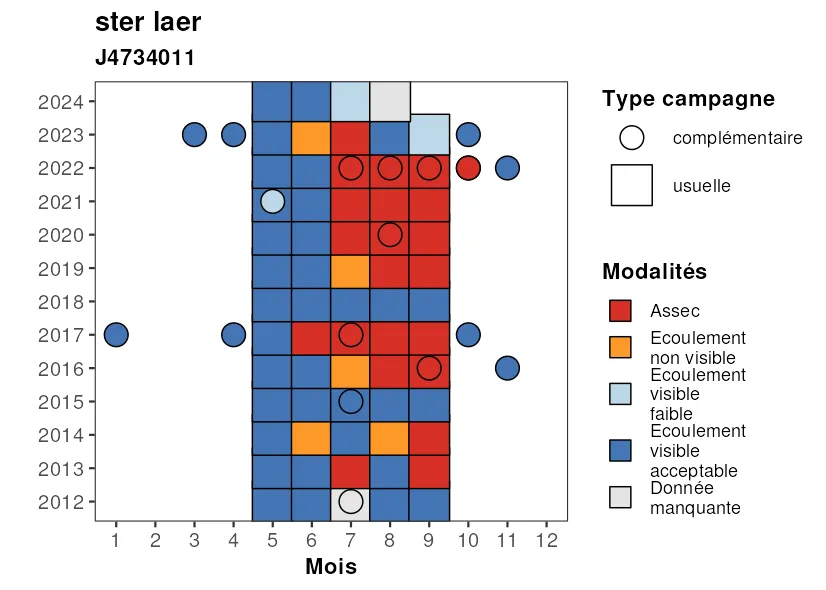 ster laer
J4734011
2024
2023
2022
2021
2020
2019
2018
2017
2016
2015
2014
2013
2012
1 2 3 4 5 6 7 8 9 10 11 12
Mois
Type campagne
complémentaire
usuelle
Modalités
Assec
Ecoulement
non visible
Ecoulement
visible
faible
Ecoulement
visible
acceptable
Donnée
manquante